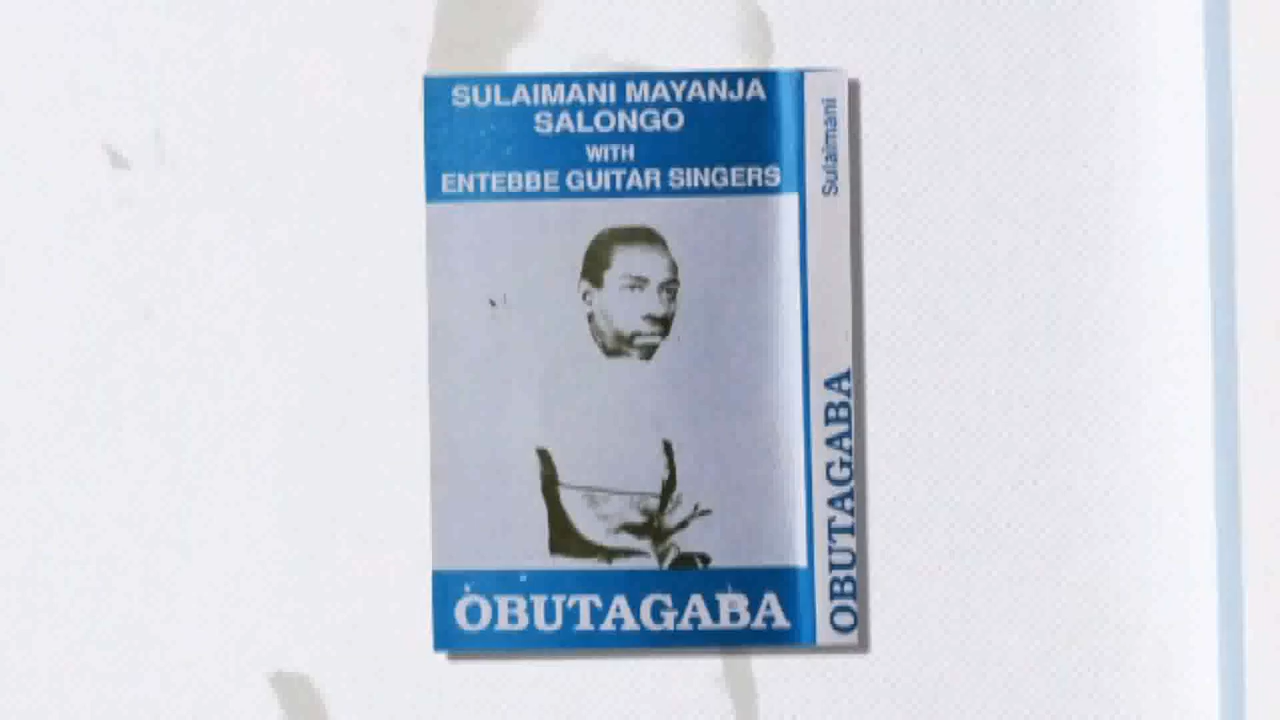 SULAIMANI MAYANJA
SALONGO
WITH
ENTEBBE GUITAR SINGERS
OBUTAGABA
Sulaimani
OBUTAGABA